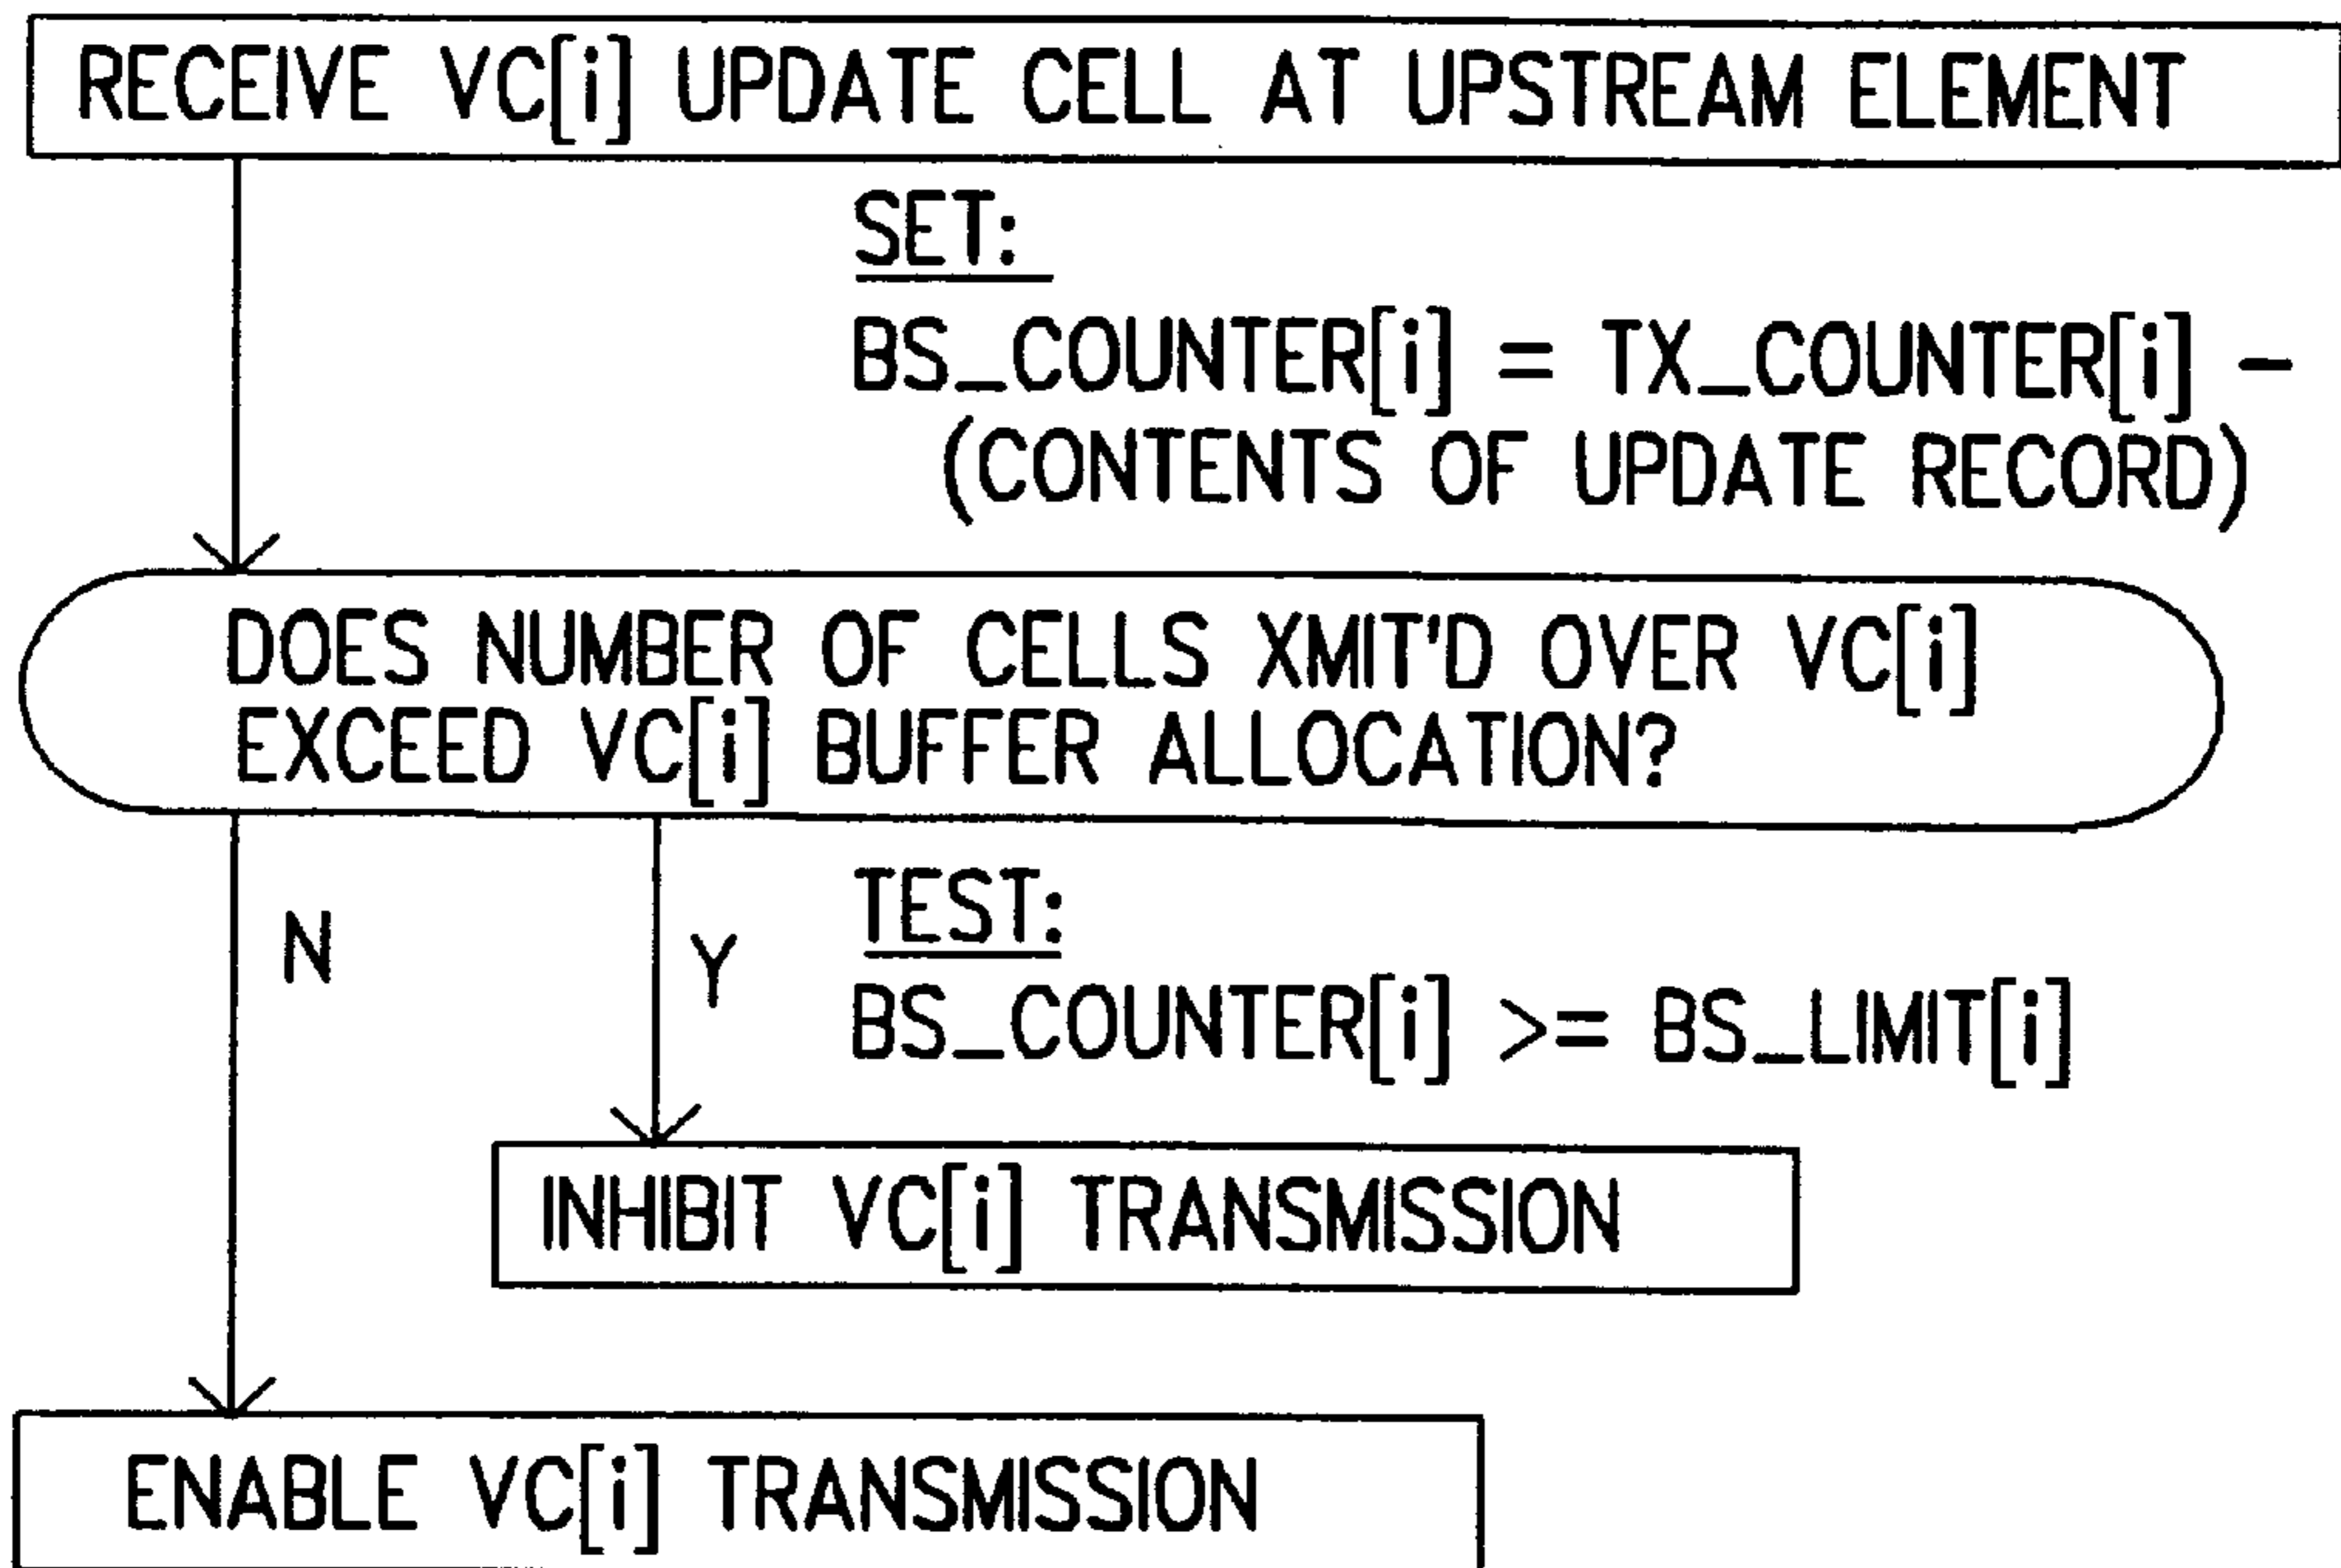 RECEIVE VC[i] UPDATE CELL AT UPSTREAM ELEMENT
SET:
BS_COUNTER[i] = TX_COUNTER[i] -
(CONTENTS OF UPDATE RECORD)
DOES NUMBER OF CELLS XMIT'D OVER VC[i]
EXCEED VC[i] BUFFER ALLOCATION?
N
Y
TEST:
BS_COUNTER[i] >= BS_LIMIT[i]
INHIBIT VC[i] TRANSMISSION
ENABLE VC[i] TRANSMISSION